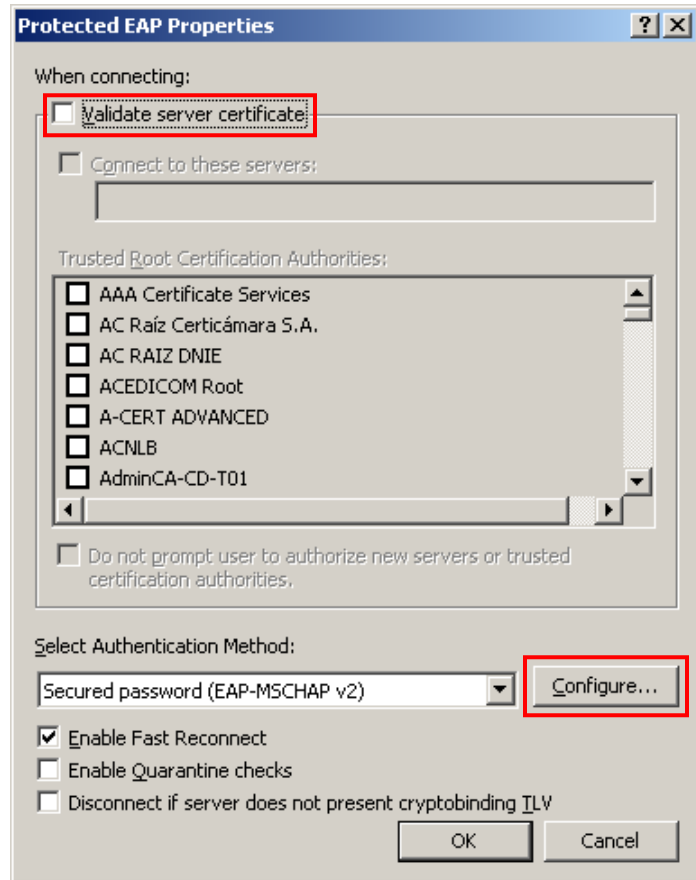 Protected EAP Properties
When connecting:
Validate server certificate
Connect to these servers:
Trusted Root Certification Authorities:
AAA Certificate Services
AC Raíz Certicámara S.A.
AC RAIZ DNIE
ACEDICOM Root
A-CERT ADVANCED
ACNLB
AdminCA-CD-T01
Do not prompt user to authorize new servers or trusted
certification authorities.
Select Authentication Method:
Secured password (EAP-MSCHAP v2)
Configure...
Enable Fast Reconnect
Enable Quarantine checks
Disconnect if server does not present cryptobinding TLV
OK
Cancel